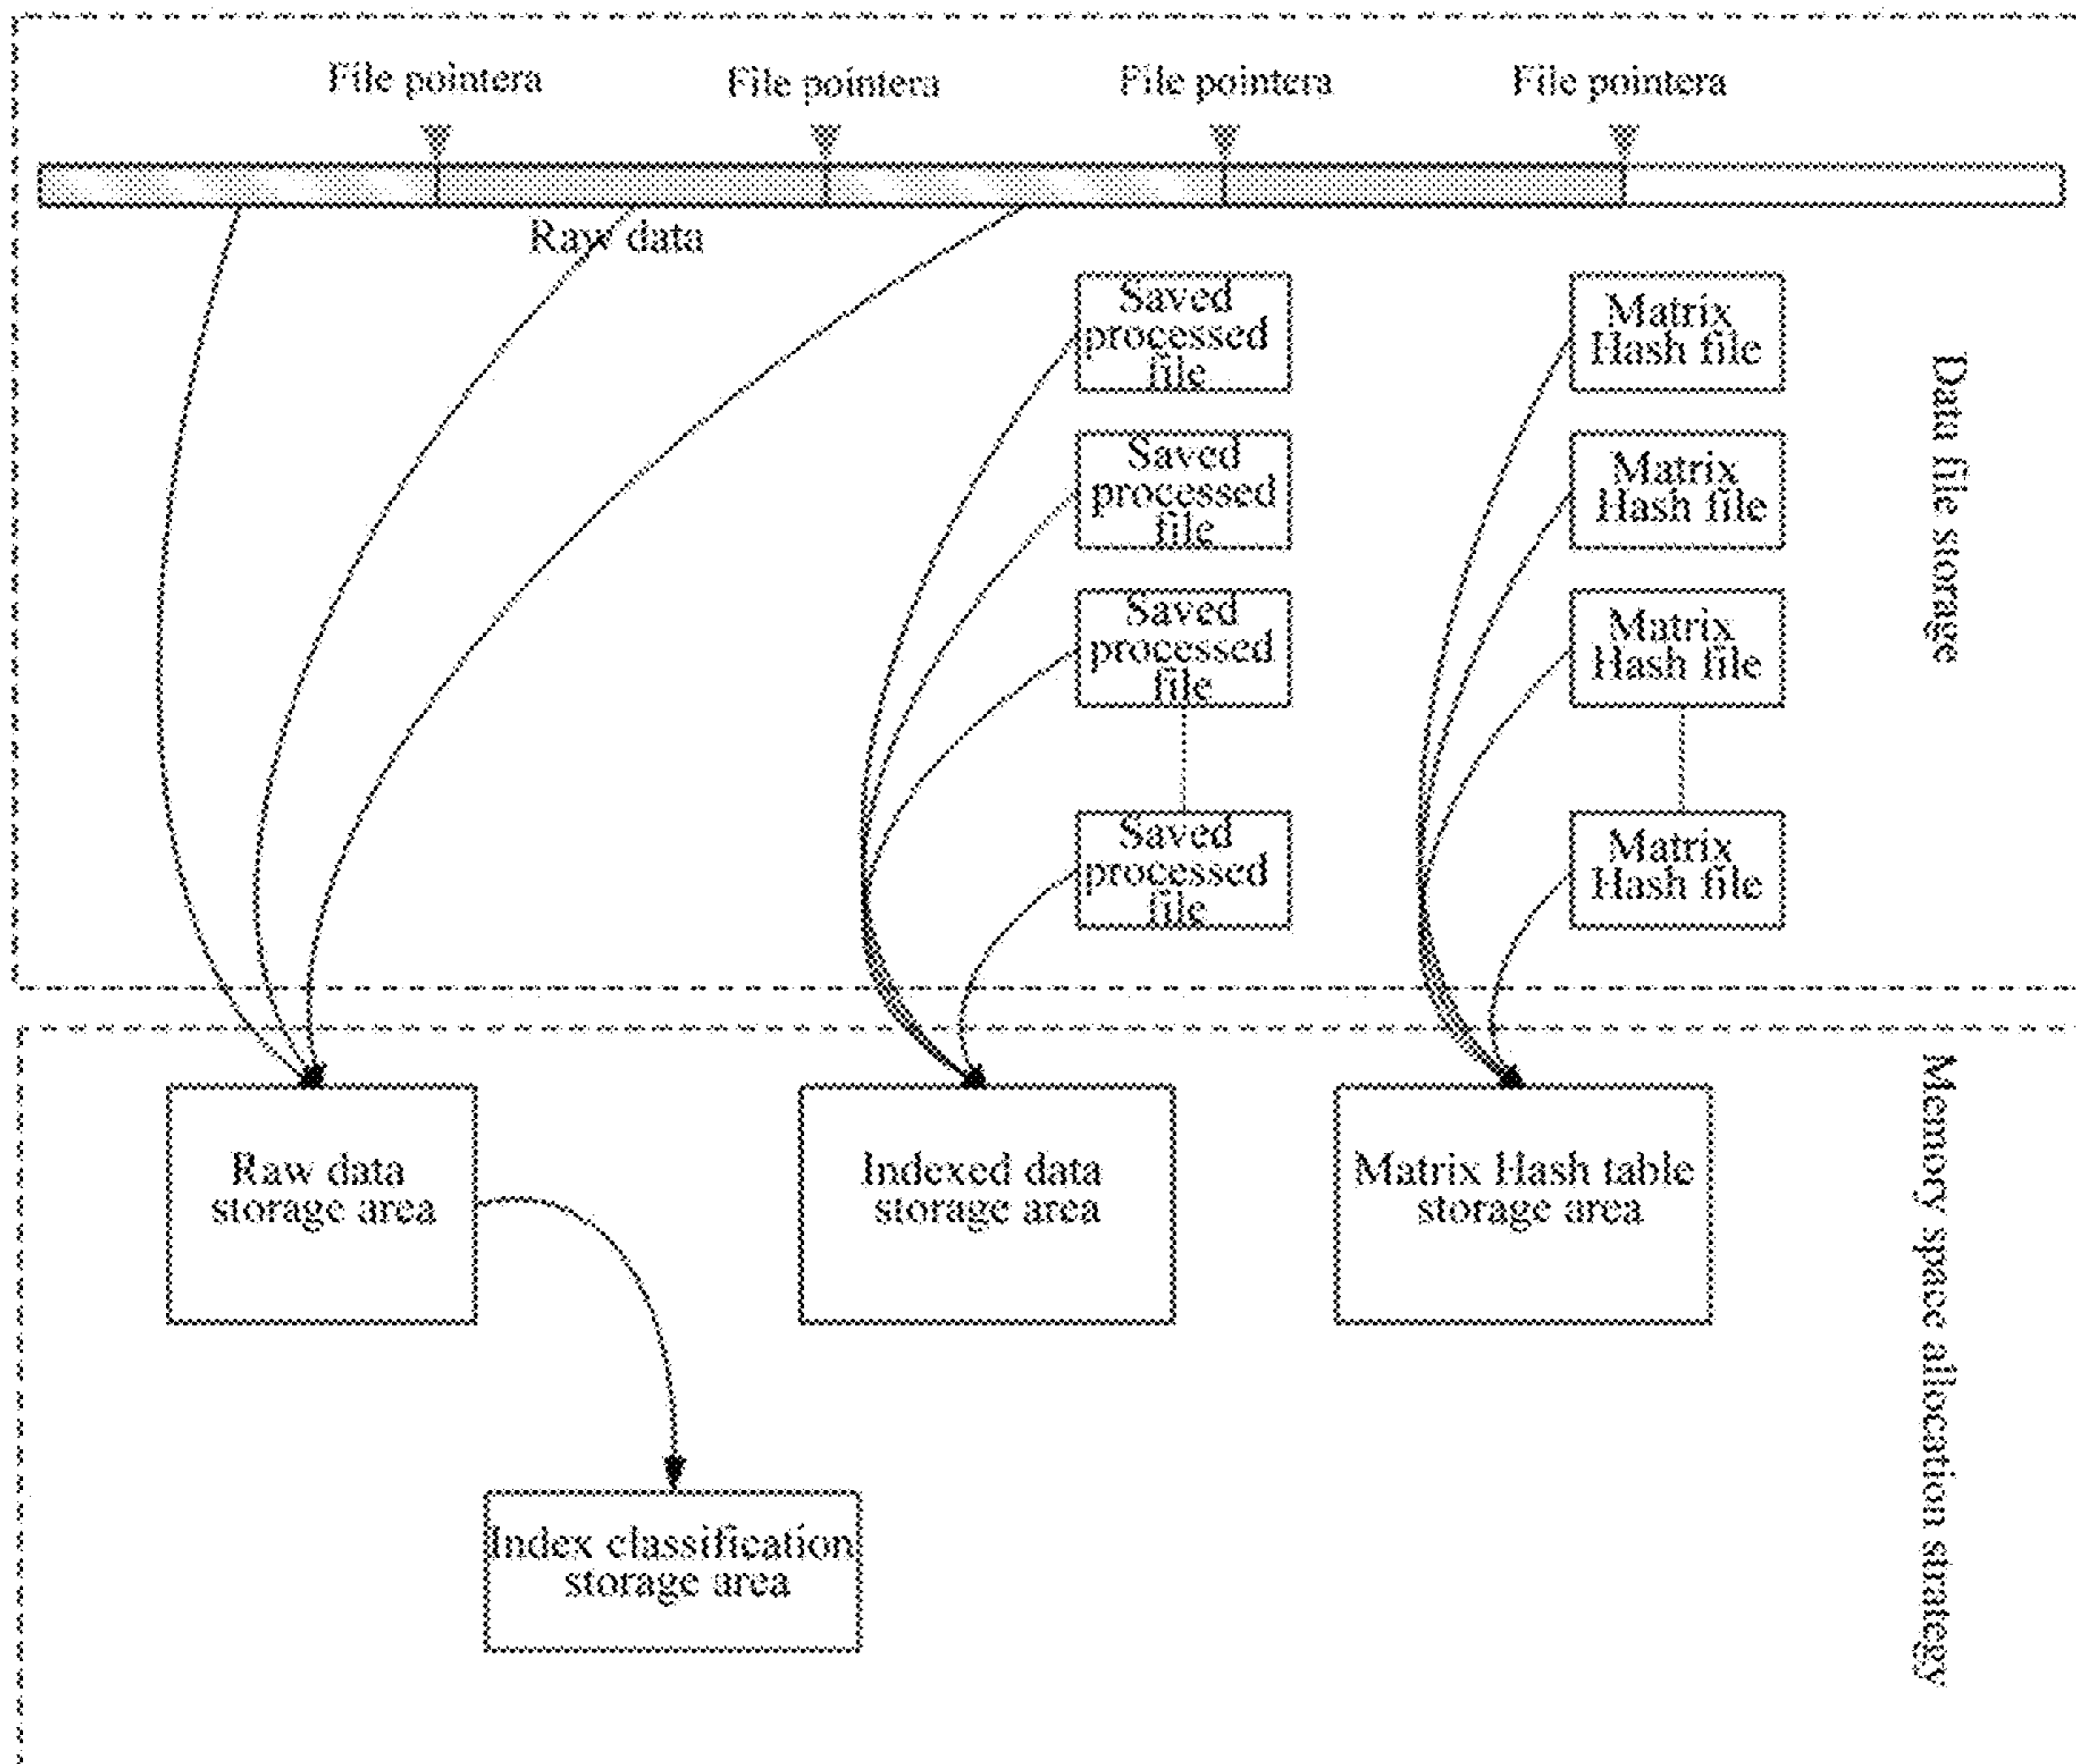 File pointera
File pointera
File pointera
File pointera
Raw data
Saved
processed
file
Matrix
Hash file
Saved
processed
file
Matrix
Hash file
Saved
processed
file
Matrix
Hash file
Saved
processed
file
Matrix
Hash file
Data file storage
Raw data
storage area
Indexed data
storage area
Matrix Hash table
storage area
Index classification
storage area
Memory space allocation strategy